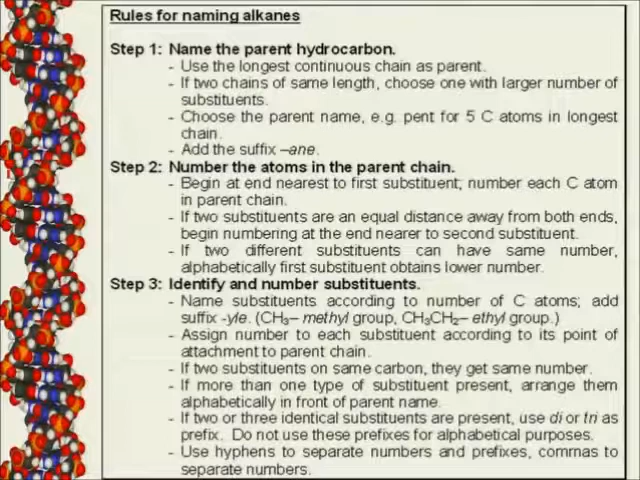 Rules for naming alkanes
Step 1: Name the parent hydrocarbon.
- Use the longest continuous chain as parent.
- If two chains of same length, choose one with larger number of
substituents.
- Choose the parent name, e.g. pent for 5 C atoms in longest
chain.
- Add the suffix –ane.
Step 2: Number the atoms in the parent chain.
- Begin at end nearest to first substituent; number each C atom
in parent chain.
- If two substituents are an equal distance away from both ends,
begin numbering at the end nearer to second substituent.
- If two different substituents can have same number,
alphabetically first substituent obtains lower number.
Step 3: Identify and number substituents.
- Name substituents according to number of C atoms; add
suffix -yle. (CH₃– methyl group, CH₃CH₂– ethyl group.)
- Assign number to each substituent according to its point of
attachment to parent chain.
- If two substituents on same carbon, they get same number.
- If more than one type of substituent present, arrange them
alphabetically in front of parent name.
- If two or three identical substituents are present, use di or tri as
prefix. Do not use these prefixes for alphabetical purposes.
- Use hyphens to separate numbers and prefixes, commas to
separate numbers.